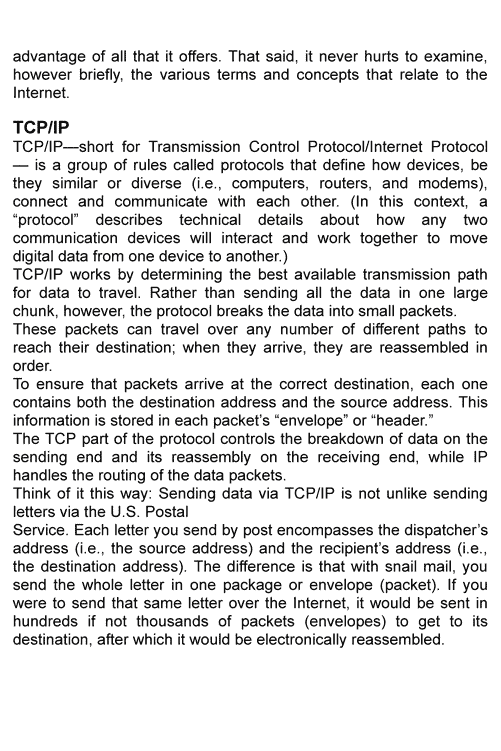 advantage of all that it offers. That said, it never hurts to examine,
however briefly, the various terms and concepts that relate to the
Internet.
TCP/IP
TCP/IP—short for Transmission Control Protocol/Internet Protocol
— is a group of rules called protocols that define how devices, be
they similar or diverse (i.e., computers, routers, and modems),
connect and communicate with each other. (In this context, a
“protocol” describes technical details about how any two
communication devices will interact and work together to move
digital data from one device to another.)
TCP/IP works by determining the best available transmission path
for data to travel. Rather than sending all the data in one large
chunk, however, the protocol breaks the data into small packets.
These packets can travel over any number of different paths to
reach their destination; when they arrive, they are reassembled in
order.
To ensure that packets arrive at the correct destination, each one
contains both the destination address and the source address. This
information is stored in each packet’s “envelope” or “header.”
The TCP part of the protocol controls the breakdown of data on the
sending end and its reassembly on the receiving end, while IP
handles the routing of the data packets.
Think of it this way: Sending data via TCP/IP is not unlike sending
letters via the U.S. Postal
Service. Each letter you send by post encompasses the dispatcher’s
address (i.e., the source address) and the recipient’s address (i.e.,
the destination address). The difference is that with snail mail, you
send the whole letter in one package or envelope (packet). If you
were to send that same letter over the Internet, it would be sent in
hundreds if not thousands of packets (envelopes) to get to its
destination, after which it would be electronically reassembled.